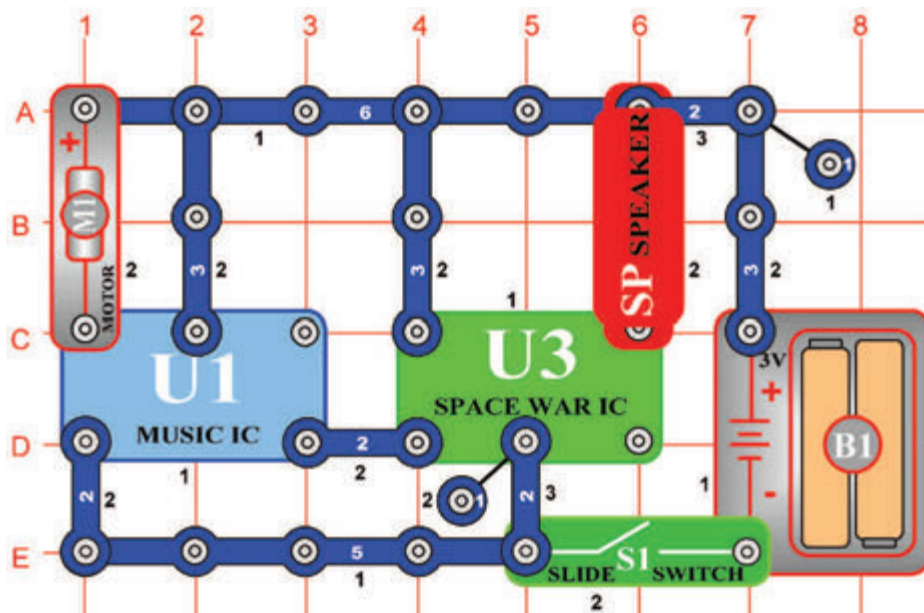 1 2 3 4 5 6 7 8
A 6 2
1 3
1
1
+
M1
MOTOR
SP SPEAKER
B
2 3 2 3 2 2 3 2
1
C
U1
MUSIC IC
U3
SPACE WAR IC
3V
+
-
B1
D 2
2
1
2 2 2 1 2 3 1
E 5
1
S1
SLIDE SWITCH
2